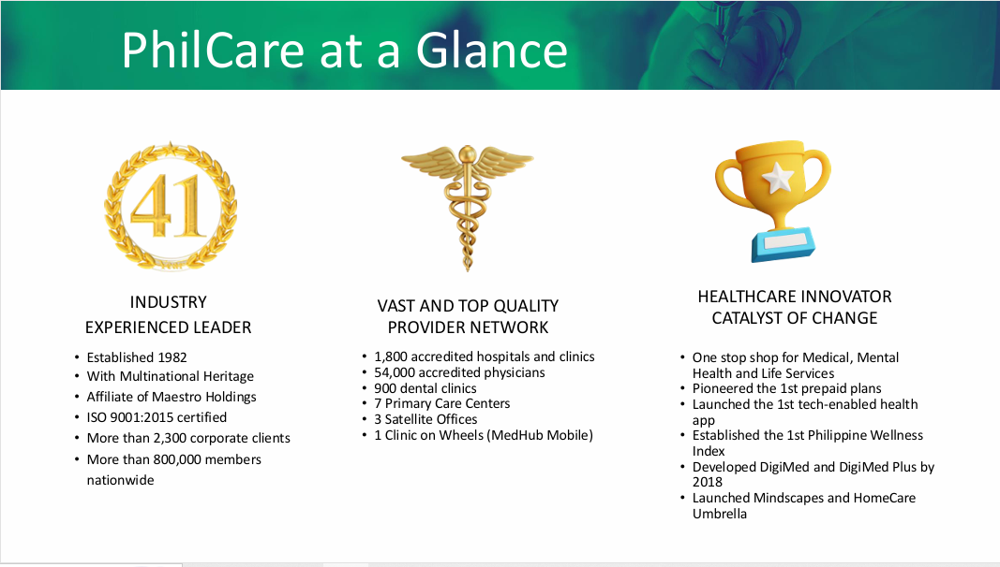 PhilCare at a Glance
41
INDUSTRY
EXPERIENCED LEADER
• Established 1982
• With Multinational Heritage
• Affiliate of Maestro Holdings
• ISO 9001:2015 certified
• More than 2,300 corporate clients
• More than 800,000 members
nationwide
VAST AND TOP QUALITY
PROVIDER NETWORK
• 1,800 accredited hospitals and clinics
• 54,000 accredited physicians
• 900 dental clinics
• 7 Primary Care Centers
• 3 Satellite Offices
• 1 Clinic on Wheels (MedHub Mobile)
HEALTHCARE INNOVATOR
CATALYST OF CHANGE
• One stop shop for Medical, Mental
Health and Life Services
• Pioneered the 1st prepaid plans
• Launched the 1st tech-enabled health
app
• Established the 1st Philippine Wellness
Index
• Developed DigiMed and DigiMed Plus by
2018
• Launched Mindscapes and HomeCare
Umbrella